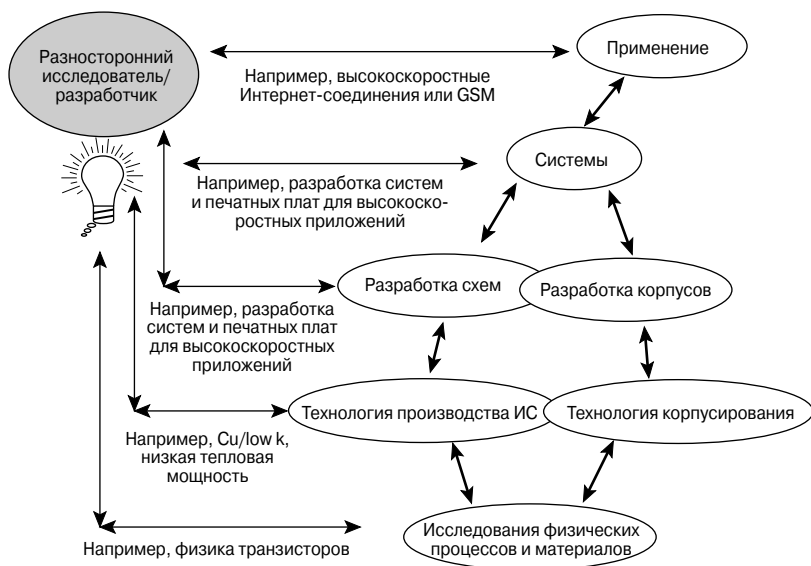 Разносторонний
исследователь/
разработчик
Применение
Например, высокоскоростные
Интернет-соединения или GSM
Системы
Например, разработка систем
и печатных плат для высокоско-
ростных приложений
Разработка схем
Разработка корпусов
Например, разработка
систем и печатных плат
для высокоскоростных
приложений
Технология производства ИС
Технология корпусирования
Например, Cu/low k,
низкая тепловая
мощность
Исследования физических
процессов и материалов
Например, физика транзисторов